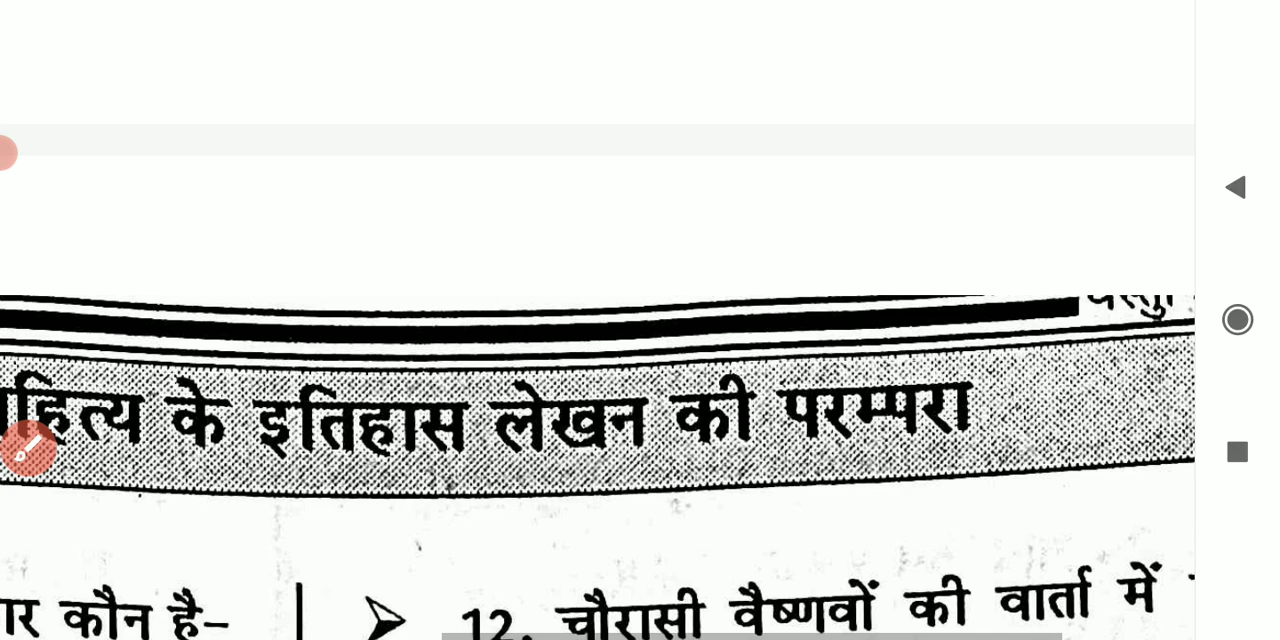 हित्य के इतिहास लेखन की परम्परा
ार कौन है–
➤ 12. चौरासी वैष्णवों की वार्ता में